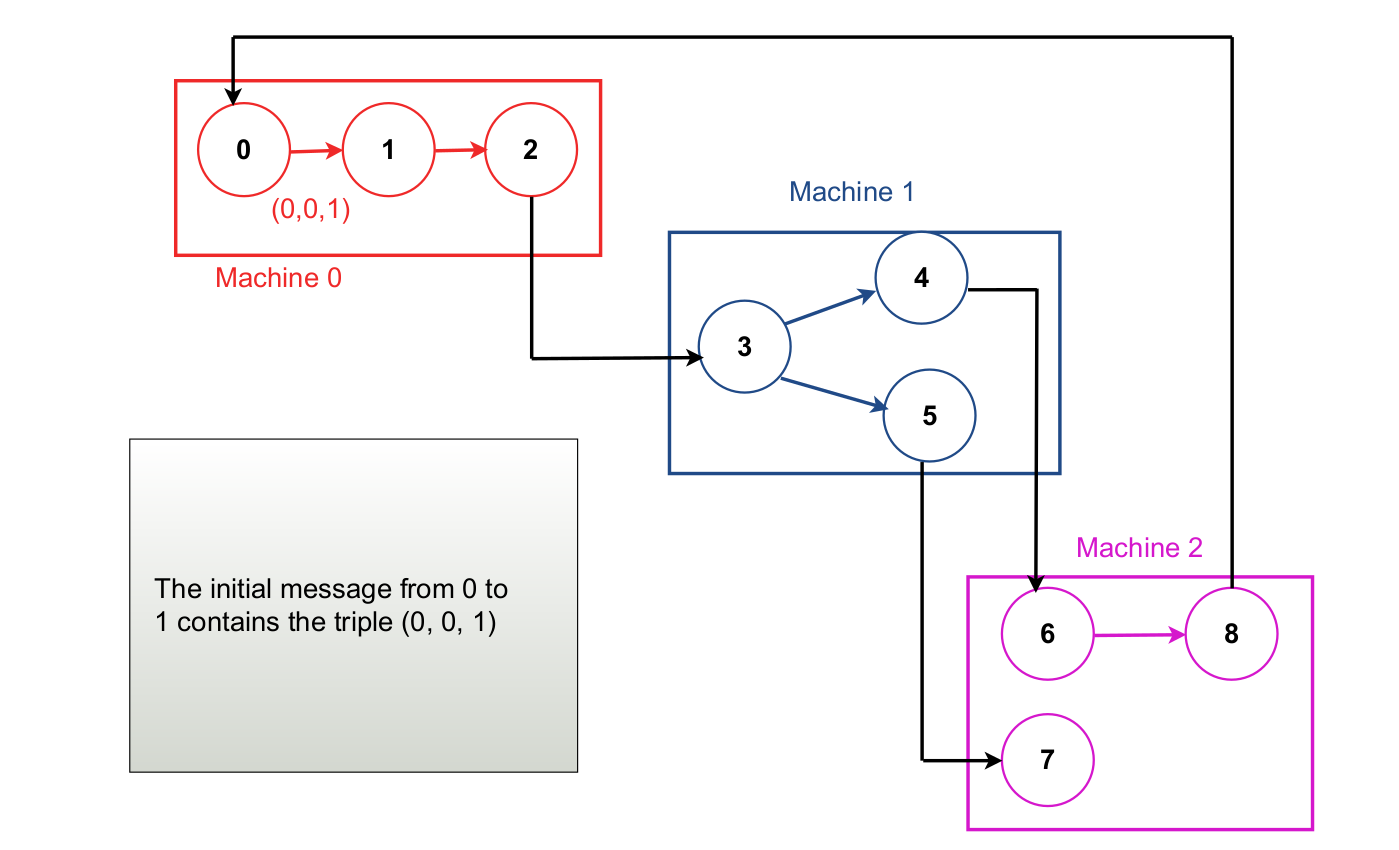 0
1
2
(0,0,1)
Machine 0
Machine 1
4
3
5
The initial message from 0 to
1 contains the triple (0, 0, 1)
Machine 2
6
8
7